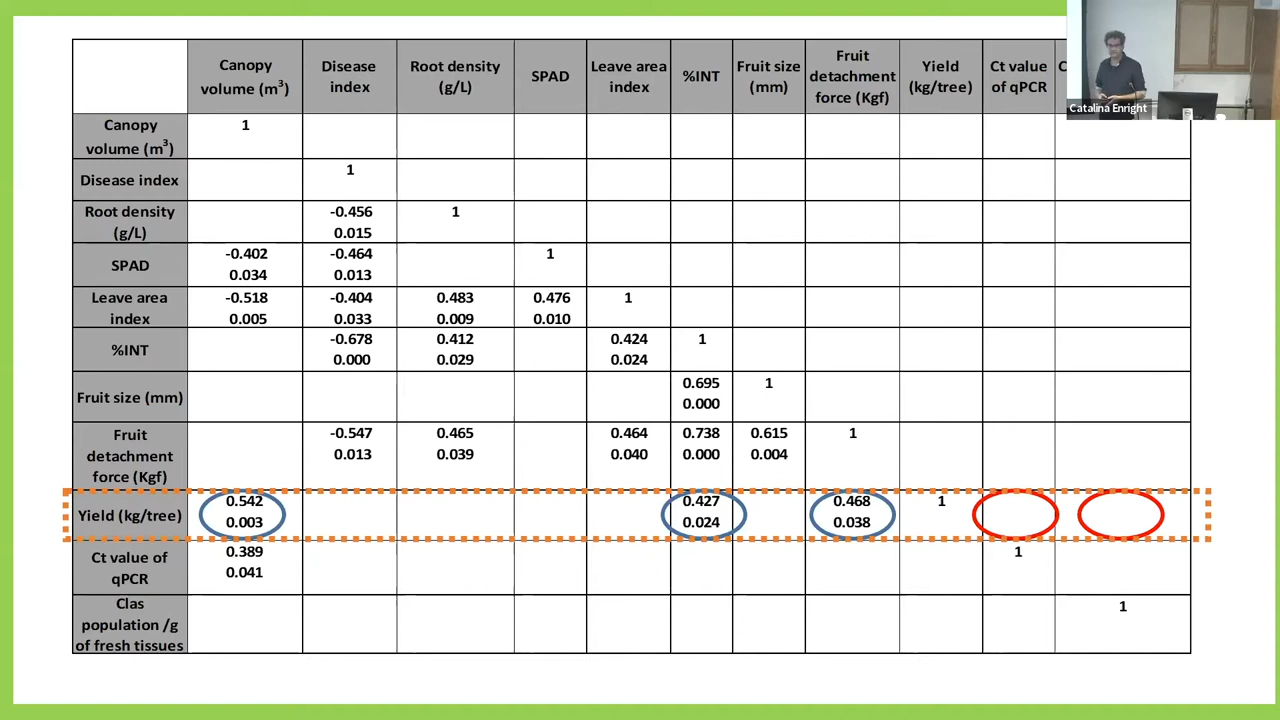 Canopy volume (m³) Disease index Root density (g/L) SPAD Leave area index %INT Fruit size (mm) Fruit detachment force (Kgf) Yield (kg/tree) Ct value of qPCR C
Catalina Enright
Canopy volume (m³) 1
Disease index 1
Root density (g/L) -0.456 1
0.015
SPAD -0.402 -0.464 1
0.034 0.013
Leave area index -0.518 -0.404 0.483 0.476 1
0.005 0.033 0.009 0.010
%INT -0.678 0.412 0.424 1
0.000 0.029 0.024
Fruit size (mm) 0.695 1
0.000
Fruit detachment force (Kgf) -0.547 0.465 0.464 0.738 0.615 1
0.013 0.039 0.040 0.000 0.004
Yield (kg/tree) 0.542 0.427 0.468 1
0.003 0.024 0.038
Ct value of qPCR 0.389 1
0.041
Clas population /g of fresh tissues 1